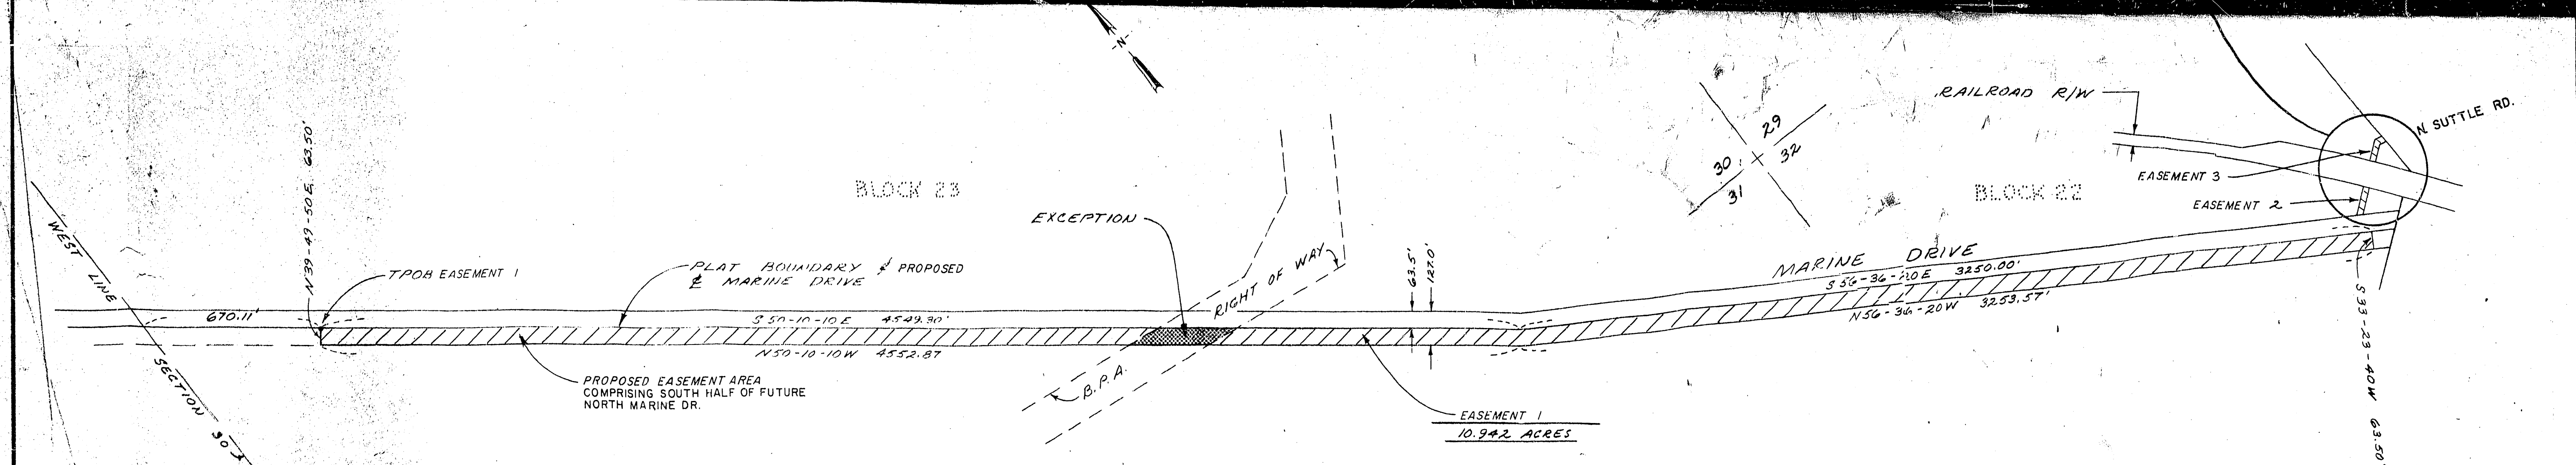 N
RAILROAD R/W
N. SUTTLE RD.
29
30
32
31
EASEMENT 3
BLOCK 23
BLOCK 22
EASEMENT 2
EXCEPTION
N39-49-50E 63.50'
WEST LINE
SECTION 30
TPOB EASEMENT 1
PLAT BOUNDARY & PROPOSED
℄ MARINE DRIVE
RIGHT OF WAY
63.5'
127.0'
MARINE DRIVE
S 56-36-20E 3250.00'
N56-36-20W 3253.57'
670.11'
S 50-10-10E 4549.30'
N50-10-10W 4552.87
PROPOSED EASEMENT AREA
COMPRISING SOUTH HALF OF FUTURE
NORTH MARINE DR.
B.P.A.
EASEMENT 1
10.942 ACRES
S33-23-40W 63.50'